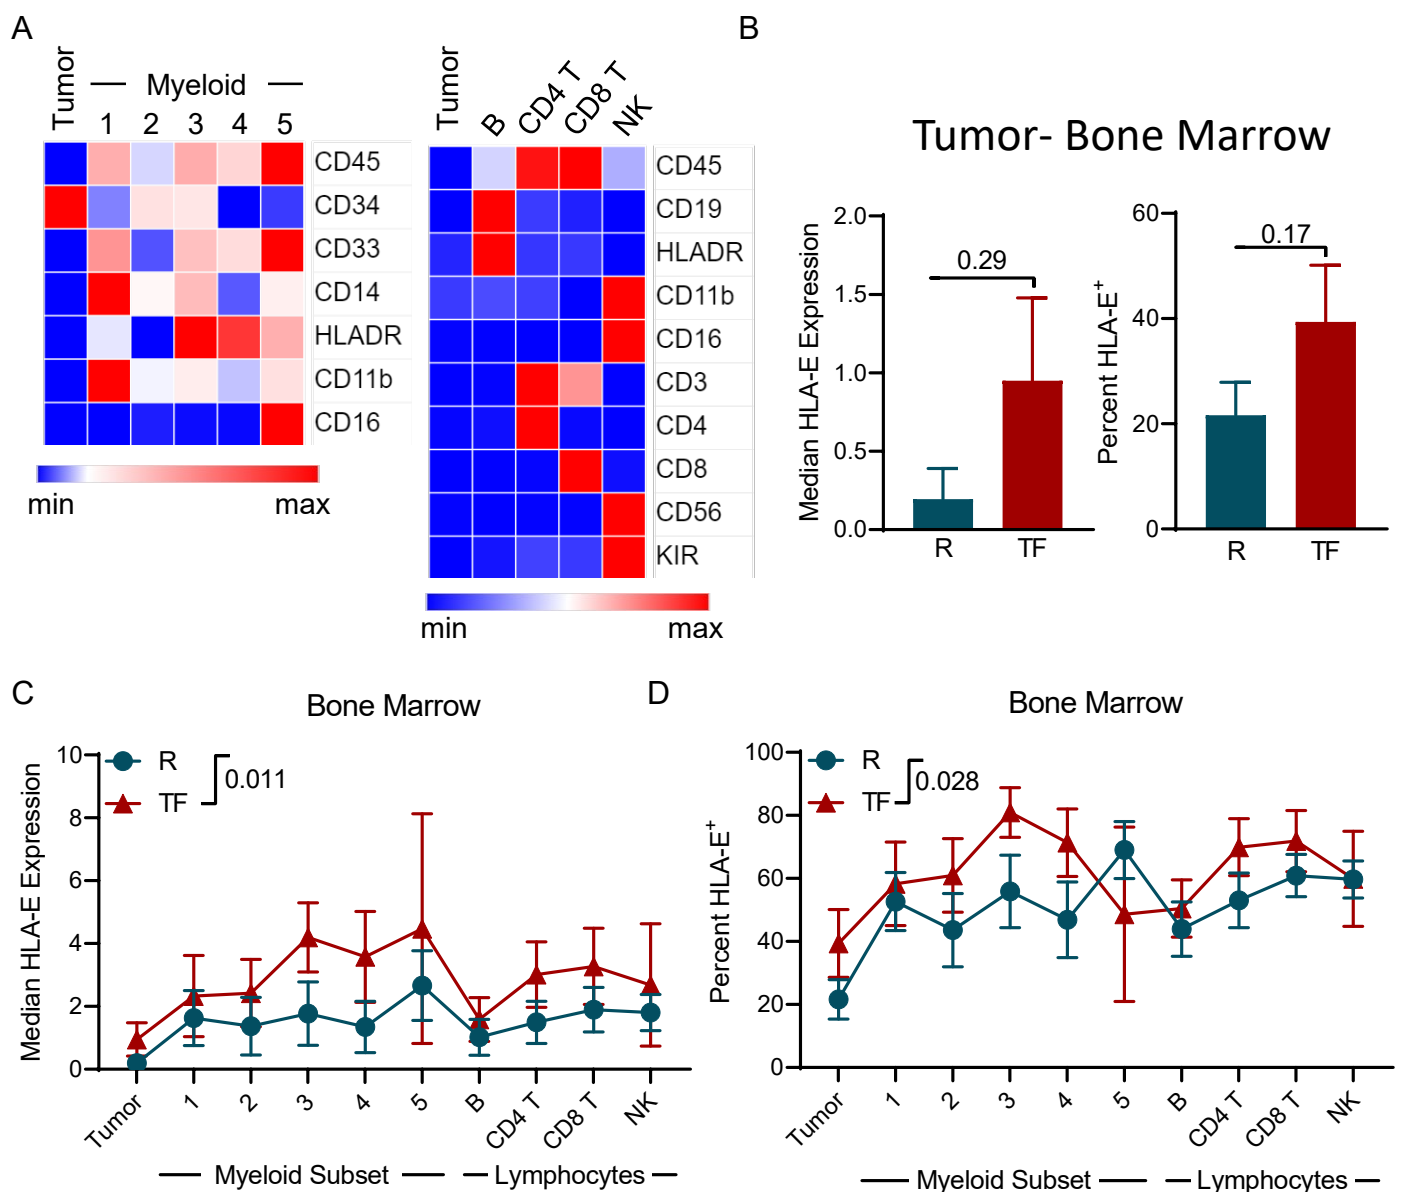 A
Tumor
Myeloid
1 2 3 4 5
CD45
CD34
CD33
CD14
HLADR
CD11b
CD16
min max
Tumor
B
CD4 T
CD8 T
NK
CD45
CD19
HLADR
CD11b
CD16
CD3
CD4
CD8
CD56
KIR
min max
B
Tumor- Bone Marrow
Median HLA-E Expression
2.0
1.5
1.0
0.5
0.0
0.29
R TF
Percent HLA-E+
60
40
20
0
0.17
R TF
C
Bone Marrow
Median HLA-E Expression
10
8
6
4
2
0
R
TF
0.011
Tumor
1
2
3
4
5
B
CD4 T
CD8 T
NK
Myeloid Subset
Lymphocytes
D
Bone Marrow
Percent HLA-E+
100
80
60
40
20
0
R
TF
0.028
Tumor
1
2
3
4
5
B
CD4 T
CD8 T
NK
Myeloid Subset
Lymphocytes